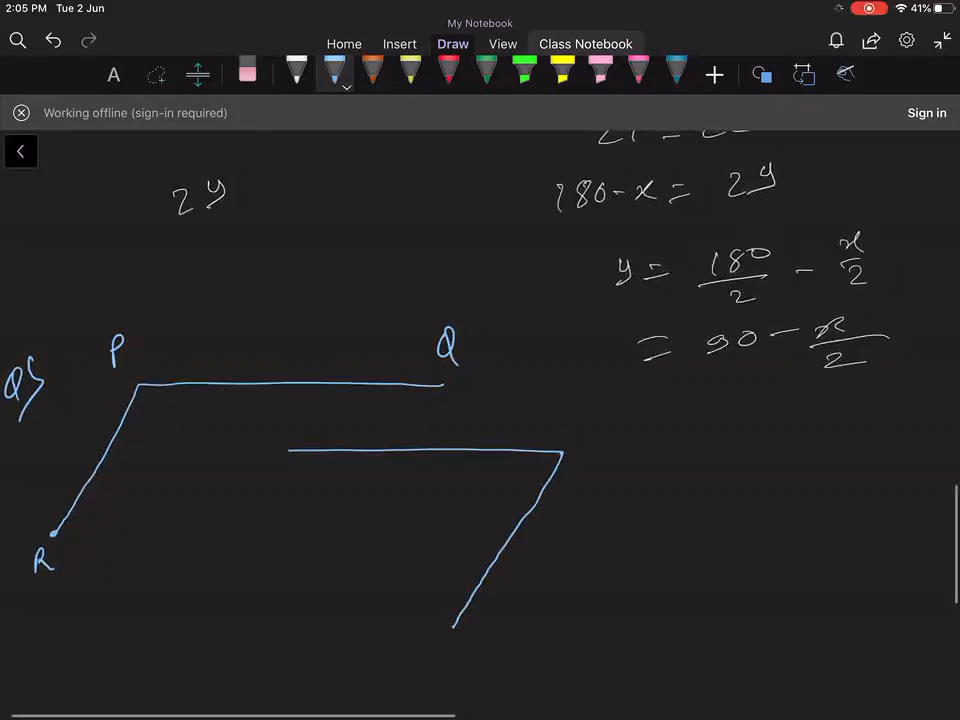 2:05 PM Tue 2 Jun
41%
My Notebook
Home Insert Draw View Class Notebook
A
Working offline (sign-in required) Sign in
2y
180 - x = 2y
y = 180/2 - x/2
= 90 - x/2
Q)
P Q
R